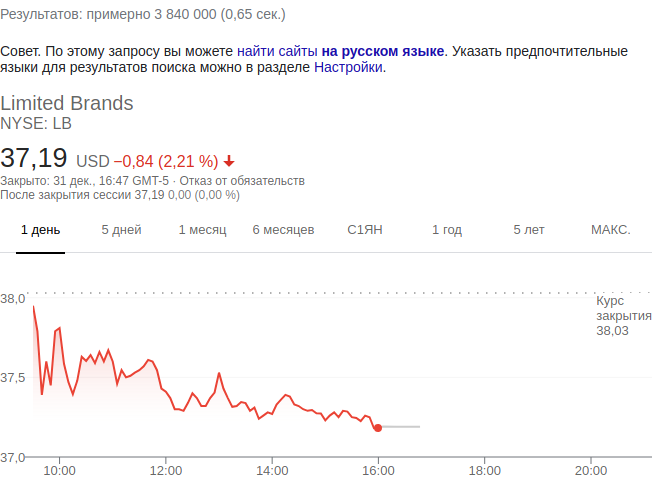 Результатов: примерно 3 840 000 (0,65 сек.)
Совет. По этому запросу вы можете найти сайты на русском языке. Указать предпочтительные
языки для результатов поиска можно в разделе Настройки.
Limited Brands
NYSE: LB
37,19 USD −0,84 (2,21 %)
Закрыто: 31 дек., 16:47 GMT-5 · Отказ от обязательств
После закрытия сессии 37,19 0,00 (0,00 %)
1 день 5 дней 1 месяц 6 месяцев С1ЯН 1 год 5 лет МАКС.
38,0
Курс
закрытия
38,03
37,5
37,0
10:00 12:00 14:00 16:00 18:00 20:00